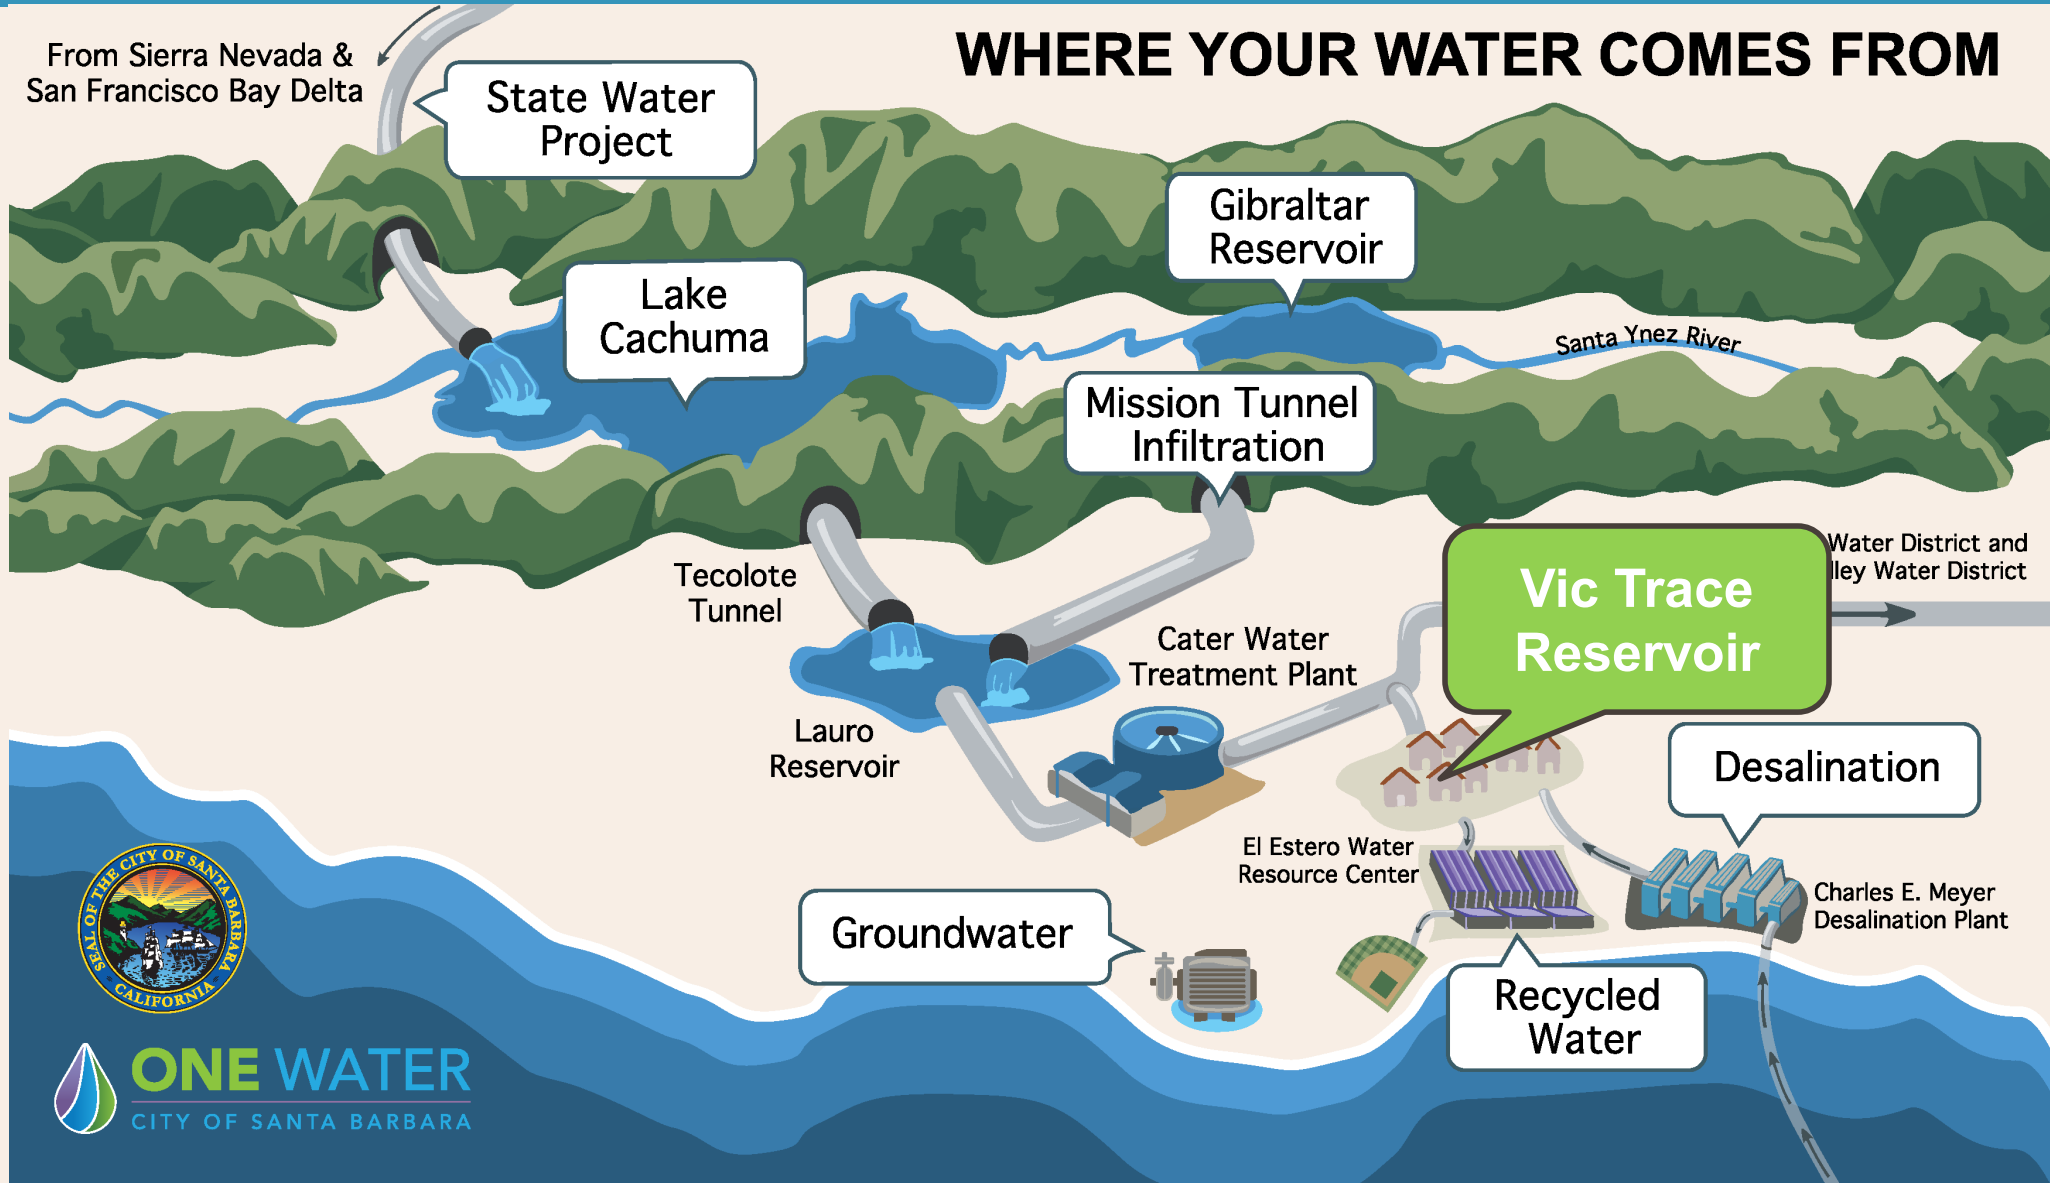 WHERE YOUR WATER COMES FROM
From Sierra Nevada &
San Francisco Bay Delta
State Water
Project
Gibraltar
Reservoir
Lake
Cachuma
Santa Ynez River
Mission Tunnel
Infiltration
Tecolote
Tunnel
Water District and
Water District
Vic Trace
Reservoir
Cater Water
Treatment Plant
Lauro
Reservoir
Desalination
El Estero Water
Resource Center
Charles E. Meyer
Desalination Plant
Groundwater
Recycled
Water
SEAL OF THE CITY OF SANTA BARBARA
CALIFORNIA
ONE WATER
CITY OF SANTA BARBARA